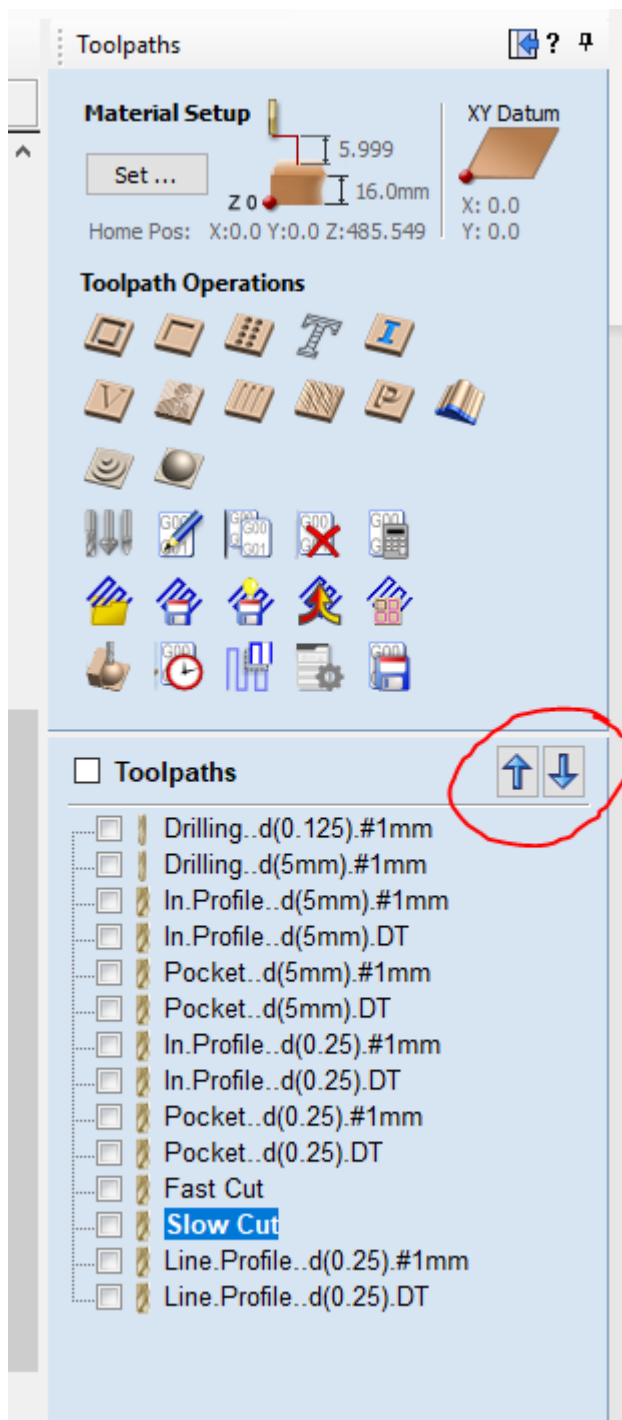 Toolpaths ?
Material Setup XY Datum
5.999
Set ...
16.0mm
Z 0
X: 0.0
Home Pos: X:0.0 Y:0.0 Z:485.549 Y: 0.0
Toolpath Operations
Toolpaths
Drilling..d(0.125).#1mm
Drilling..d(5mm).#1mm
In.Profile..d(5mm).#1mm
In.Profile..d(5mm).DT
Pocket..d(5mm).#1mm
Pocket..d(5mm).DT
In.Profile..d(0.25).#1mm
In.Profile..d(0.25).DT
Pocket..d(0.25).#1mm
Pocket..d(0.25).DT
Fast Cut
Slow Cut
Line.Profile..d(0.25).#1mm
Line.Profile..d(0.25).DT